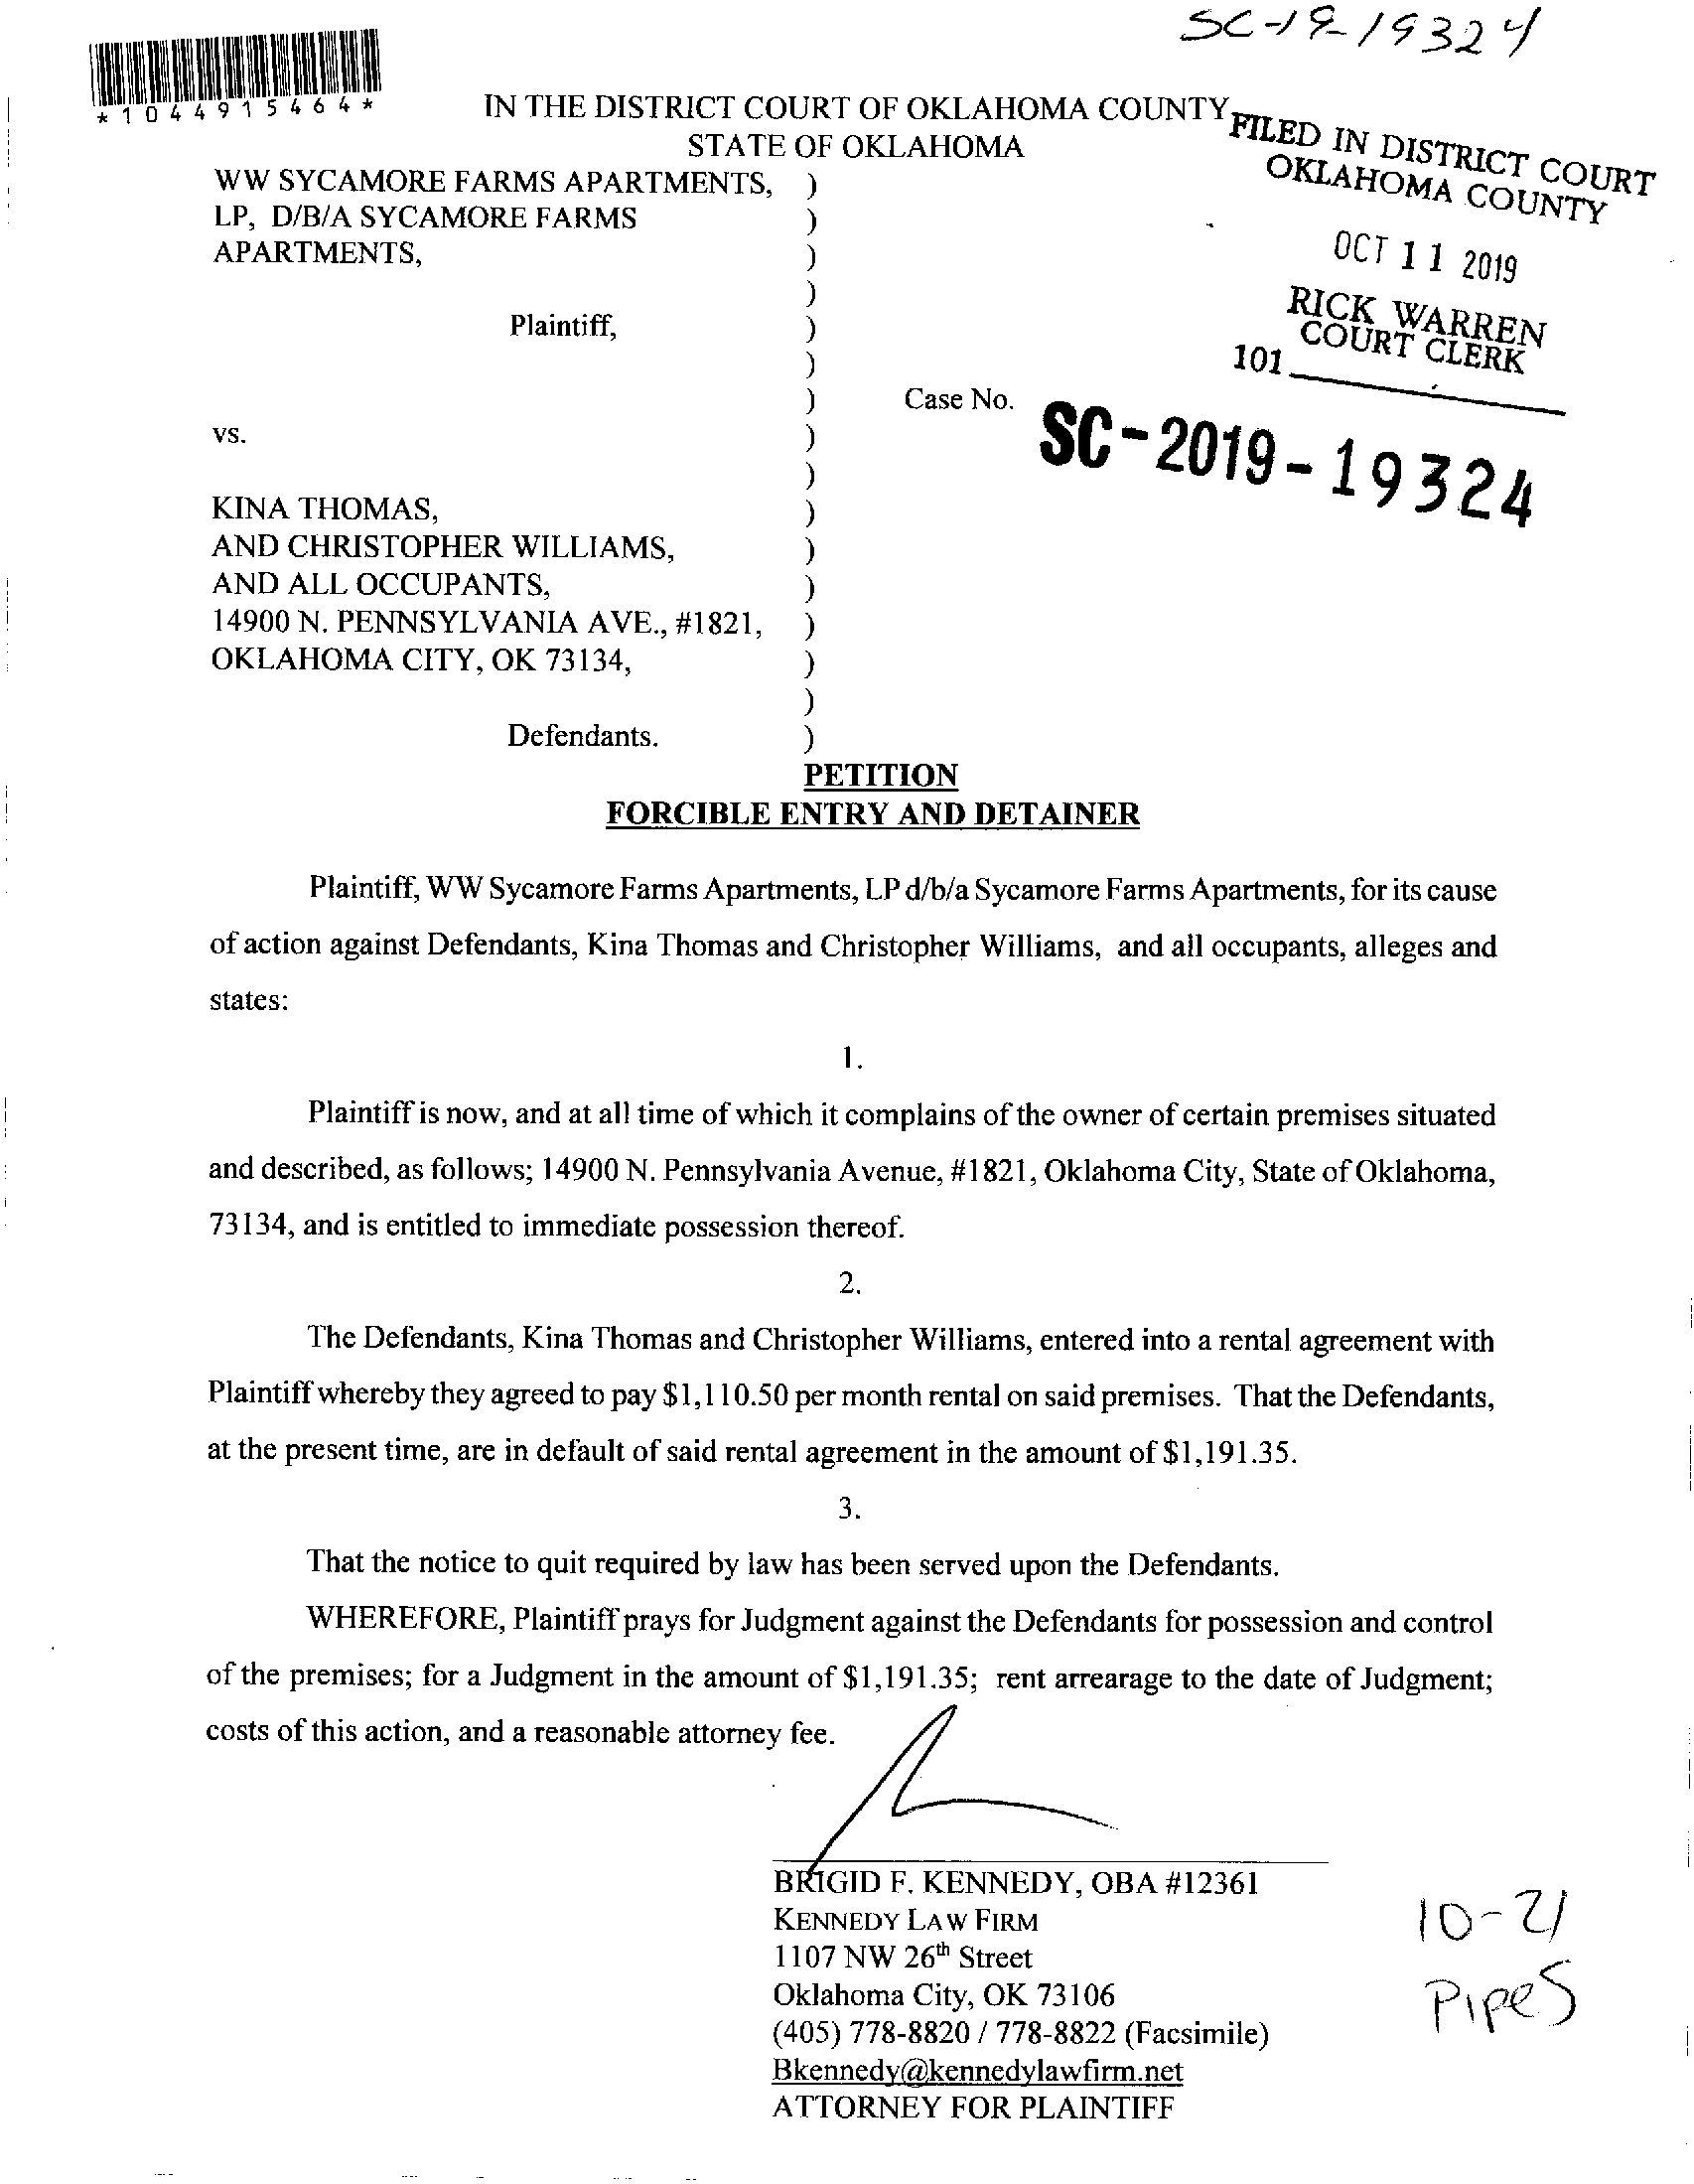 SC-19-19324
*1044915464*
IN THE DISTRICT COURT OF OKLAHOMA COUNTY
STATE OF OKLAHOMA
FILED IN DISTRICT COURT
OKLAHOMA COUNTY
OCT 11 2019
RICK WARREN
COURT CLERK
101
WW SYCAMORE FARMS APARTMENTS, )
LP, D/B/A SYCAMORE FARMS )
APARTMENTS, )
)
Plaintiff, )
)
) Case No. SC-2019-19324
vs. )
)
KINA THOMAS, )
AND CHRISTOPHER WILLIAMS, )
AND ALL OCCUPANTS, )
14900 N. PENNSYLVANIA AVE., #1821, )
OKLAHOMA CITY, OK 73134, )
)
Defendants. )
PETITION
FORCIBLE ENTRY AND DETAINER
Plaintiff, WW Sycamore Farms Apartments, LP d/b/a Sycamore Farms Apartments, for its cause
of action against Defendants, Kina Thomas and Christopher Williams, and all occupants, alleges and
states:
1.
Plaintiff is now, and at all time of which it complains of the owner of certain premises situated
and described, as follows; 14900 N. Pennsylvania Avenue, #1821, Oklahoma City, State of Oklahoma,
73134, and is entitled to immediate possession thereof.
2.
The Defendants, Kina Thomas and Christopher Williams, entered into a rental agreement with
Plaintiff whereby they agreed to pay $1,110.50 per month rental on said premises. That the Defendants,
at the present time, are in default of said rental agreement in the amount of $1,191.35.
3.
That the notice to quit required by law has been served upon the Defendants.
WHEREFORE, Plaintiff prays for Judgment against the Defendants for possession and control
of the premises; for a Judgment in the amount of $1,191.35; rent arrearage to the date of Judgment;
costs of this action, and a reasonable attorney fee.
BRIGID F. KENNEDY, OBA #12361
KENNEDY LAW FIRM
1107 NW 26th Street
Oklahoma City, OK 73106
(405) 778-8820 / 778-8822 (Facsimile)
Bkennedy@kennedylawfirm.net
ATTORNEY FOR PLAINTIFF
10-21
Pipes